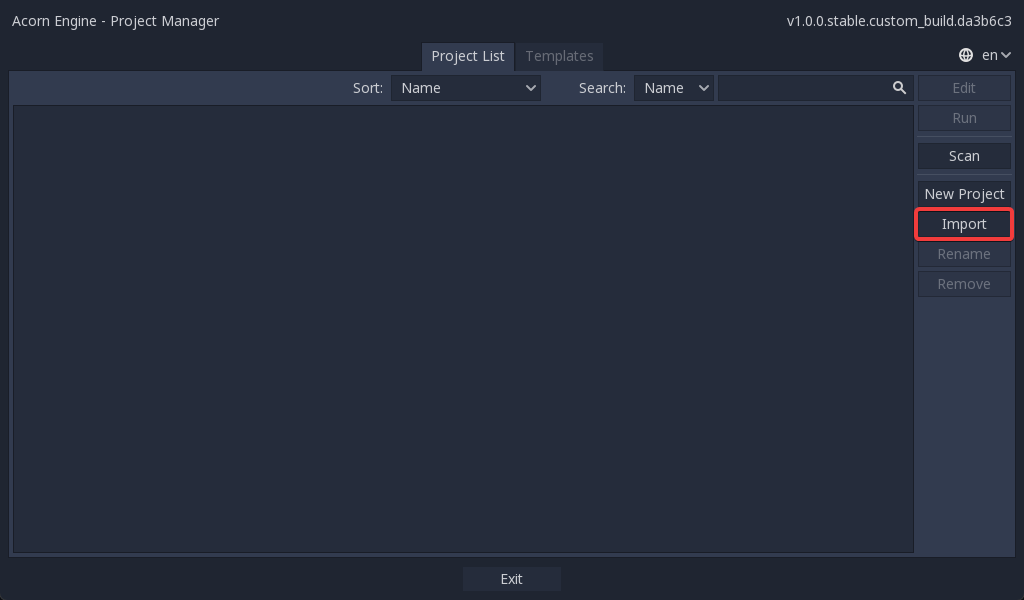 Acorn Engine - Project Manager
v1.0.0.stable.custom_build.da3b6c3
Project List
Templates
en
Sort:
Name
Search:
Name
Edit
Run
Scan
New Project
Import
Rename
Remove
Exit